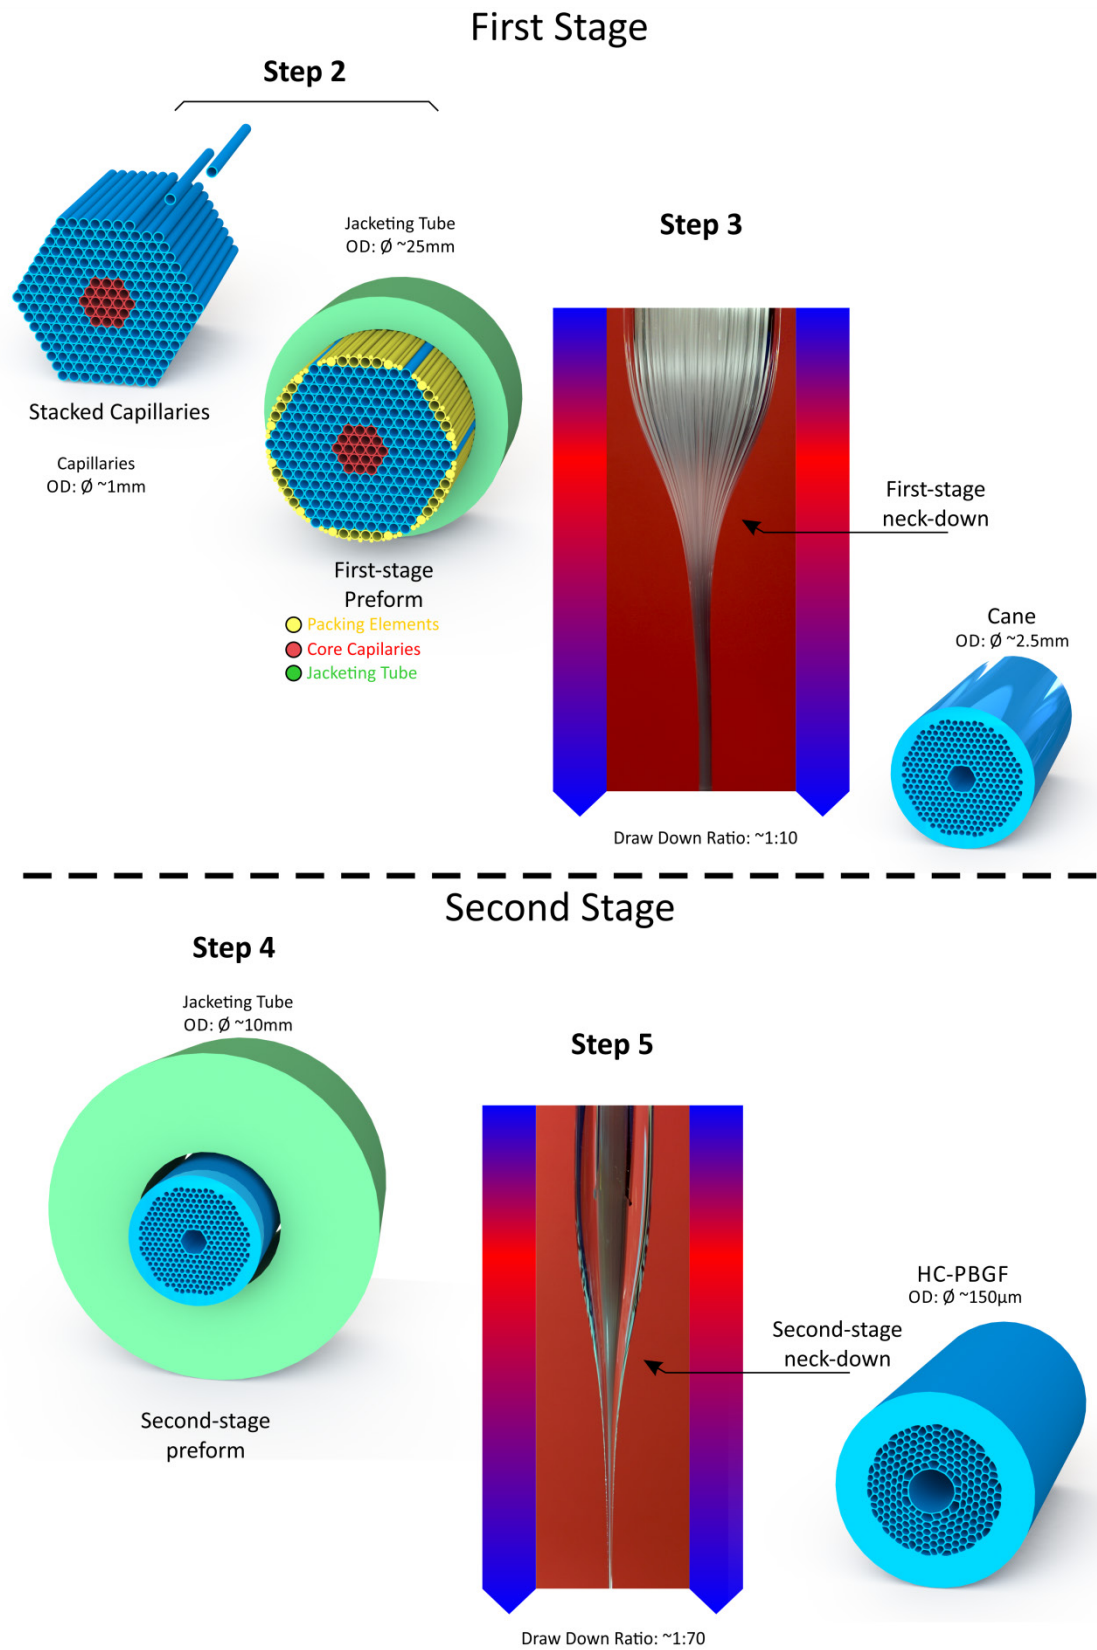 First Stage
Step 2
Jacketing Tube
OD: Ø ~25mm
Step 3
Stacked Capillaries
Capillaries
OD: Ø ~1mm
First-stage
neck-down
First-stage
Preform
Packing Elements
Core Capilaries
Jacketing Tube
Cane
OD: Ø ~2.5mm
Draw Down Ratio: ~1:10
Second Stage
Step 4
Jacketing Tube
OD: Ø ~10mm
Step 5
HC-PBGF
OD: Ø ~150µm
Second-stage
neck-down
Second-stage
preform
Draw Down Ratio: ~1:70